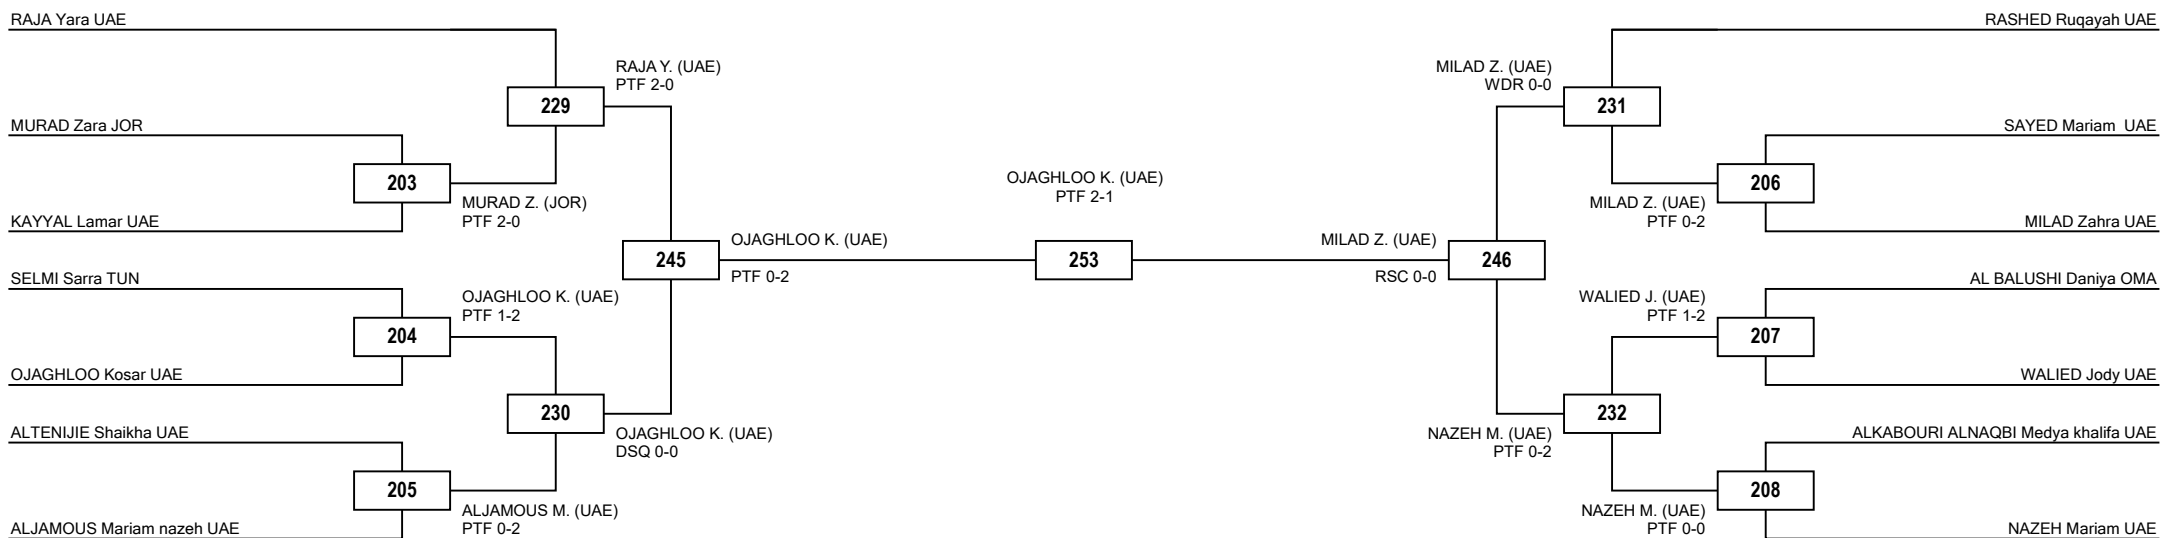 RAJA Yara UAE
RASHED Ruqayah UAE
RAJA Y. (UAE)
PTF 2-0
MILAD Z. (UAE)
WDR 0-0
229
231
MURAD Zara JOR
SAYED Mariam  UAE
203
206
OJAGHLOO K. (UAE)
PTF 2-1
MURAD Z. (JOR)
PTF 2-0
MILAD Z. (UAE)
PTF 0-2
KAYYAL Lamar UAE
MILAD Zahra UAE
245
OJAGHLOO K. (UAE)
PTF 0-2
253
MILAD Z. (UAE)
RSC 0-0
246
SELMI Sarra TUN
AL BALUSHI Daniya OMA
OJAGHLOO K. (UAE)
PTF 1-2
WALIED J. (UAE)
PTF 1-2
204
207
OJAGHLOO Kosar UAE
WALIED Jody UAE
230
232
ALTENIJIE Shaikha UAE
OJAGHLOO K. (UAE)
DSQ 0-0
NAZEH M. (UAE)
PTF 0-2
ALKABOURI ALNAQBI Medya khalifa UAE
205
208
ALJAMOUS M. (UAE)
PTF 0-2
NAZEH M. (UAE)
PTF 0-0
ALJAMOUS Mariam nazeh UAE
NAZEH Mariam UAE